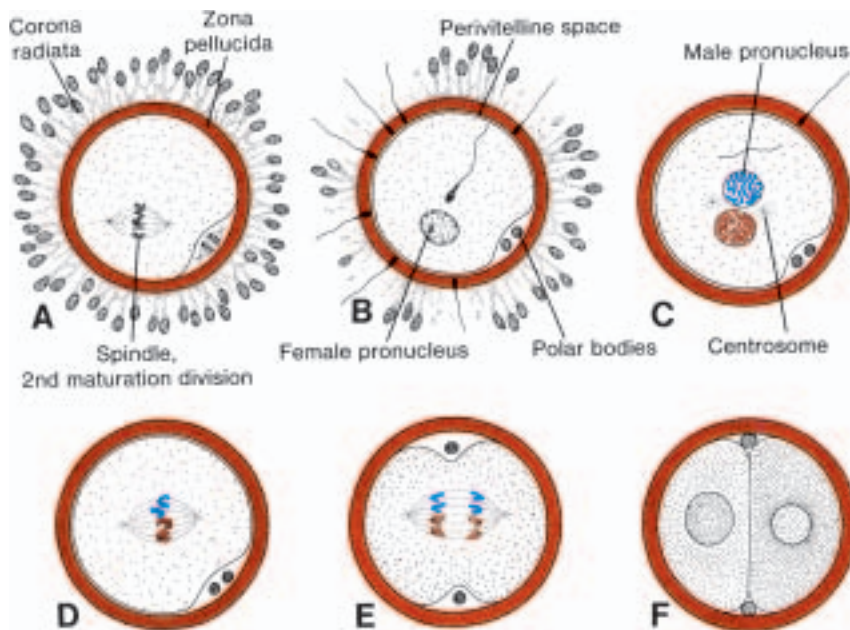 Corona
radiata
Zona
pellucida
A
Spindle,
2nd maturation division
Perivitelline space
B
Female pronucleus
Polar bodies
Male pronucleus
C
Centrosome
D
E
F